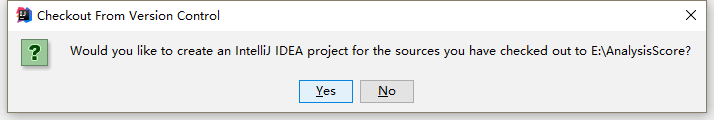 Checkout From Version Control
Would you like to create an IntelliJ IDEA project for the sources you have checked out to E:\AnalysisScore?
Yes
No